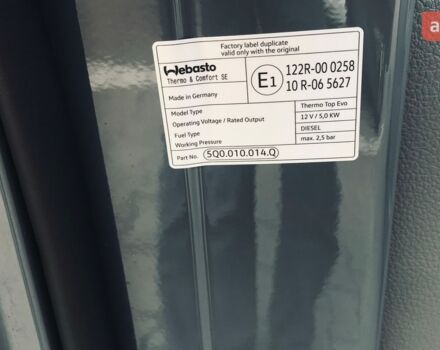 Factory label duplicate
valid only with the original
Webasto
Thermo & Comfort SE
Made in Germany
E1
122R-00 0258
10 R-06 5627
Model Type Thermo Top Evo
Operating Voltage / Rated Output 12 V / 5,0 KW
Fuel Type DIESEL
Working Pressure max. 2,5 bar
Part No. 5Q0.010.014.Q
a